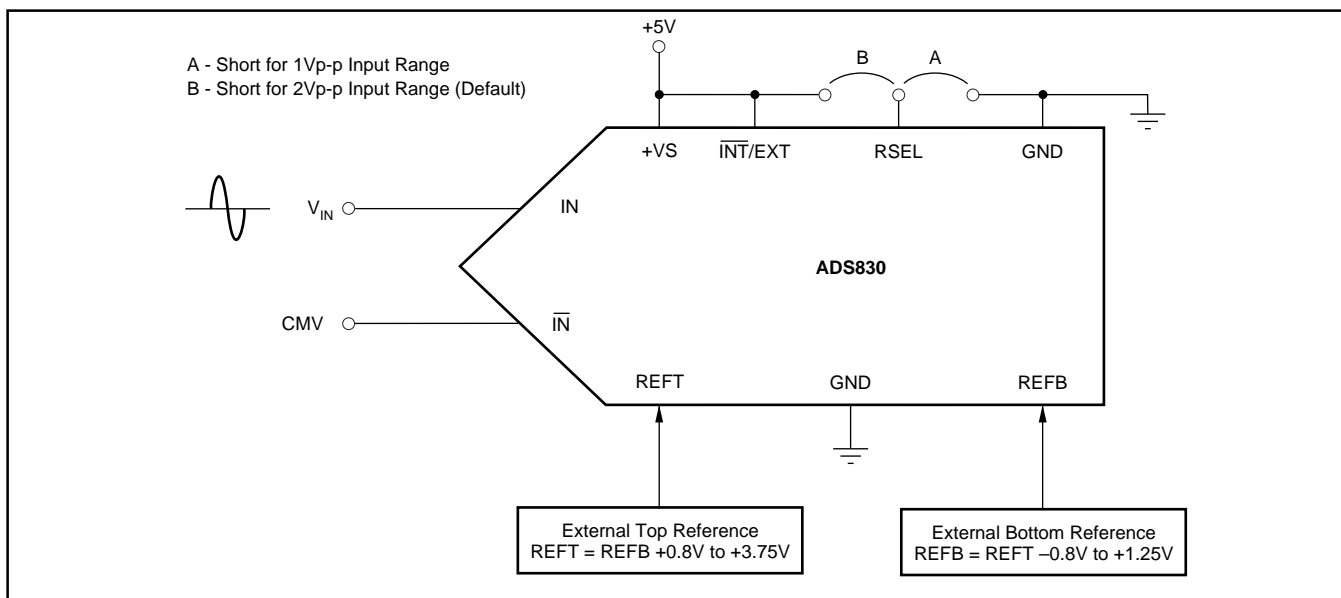 +5V
A - Short for 1Vp-p Input Range
B - Short for 2Vp-p Input Range (Default)
B
A
+VS
I̅N̅T̅/EXT
RSEL
GND
V_IN
IN
ADS830
CMV
I̅N̅
REFT
GND
REFB
External Top Reference
REFT = REFB +0.8V to +3.75V
External Bottom Reference
REFB = REFT –0.8V to +1.25V